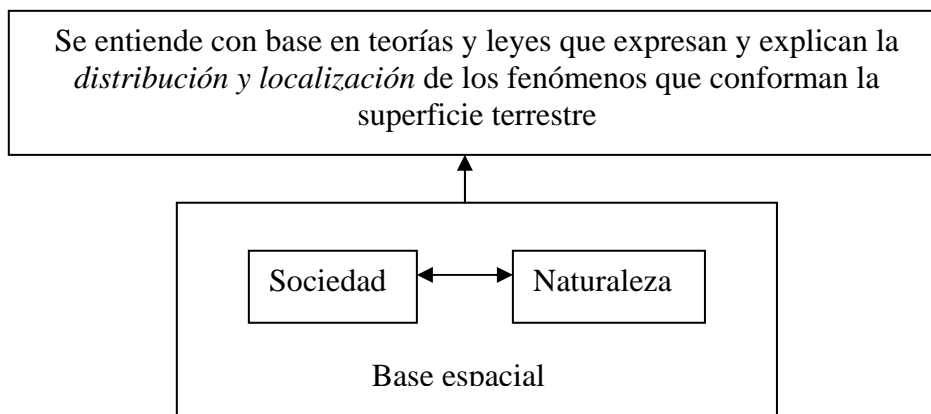 Se entiende con base en teorías y leyes que expresan y explican la
distribución y localización de los fenómenos que conforman la
superficie terrestre
Sociedad
Naturaleza
Base espacial